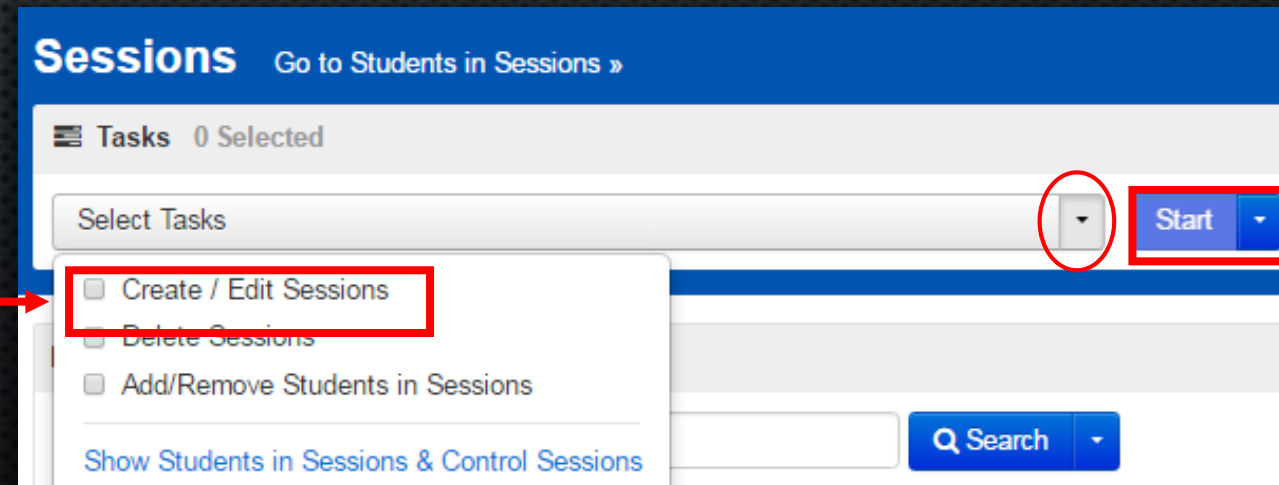 Sessions Go to Students in Sessions »
Tasks 0 Selected
Select Tasks
Start
Create / Edit Sessions
Delete Sessions
Add/Remove Students in Sessions
Search
Show Students in Sessions & Control Sessions